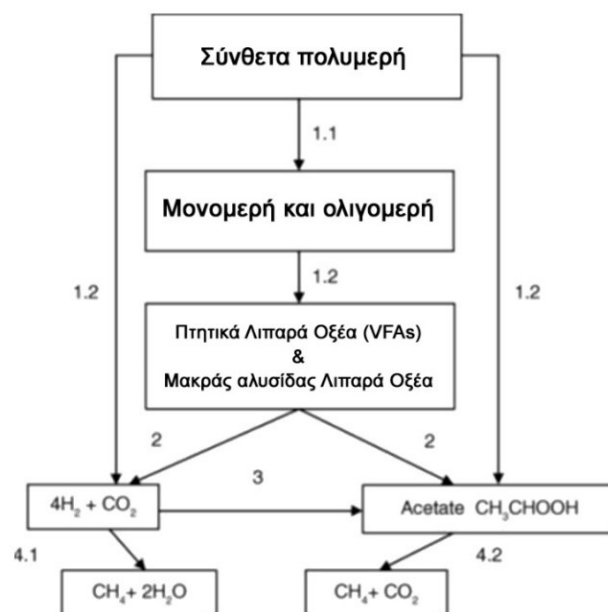 Σύνθετα πολυμερή
1.1
Μονομερή και ολιγομερή
1.2
1.2
1.2
Πτητικά Λιπαρά Οξέα (VFAs)
&
Μακράς αλυσίδας Λιπαρά Οξέα
2
2
3
4H₂ + CO₂
Acetate CH₃CHOOH
4.1
4.2
CH₄+ 2H₂O
CH₄+ CO₂